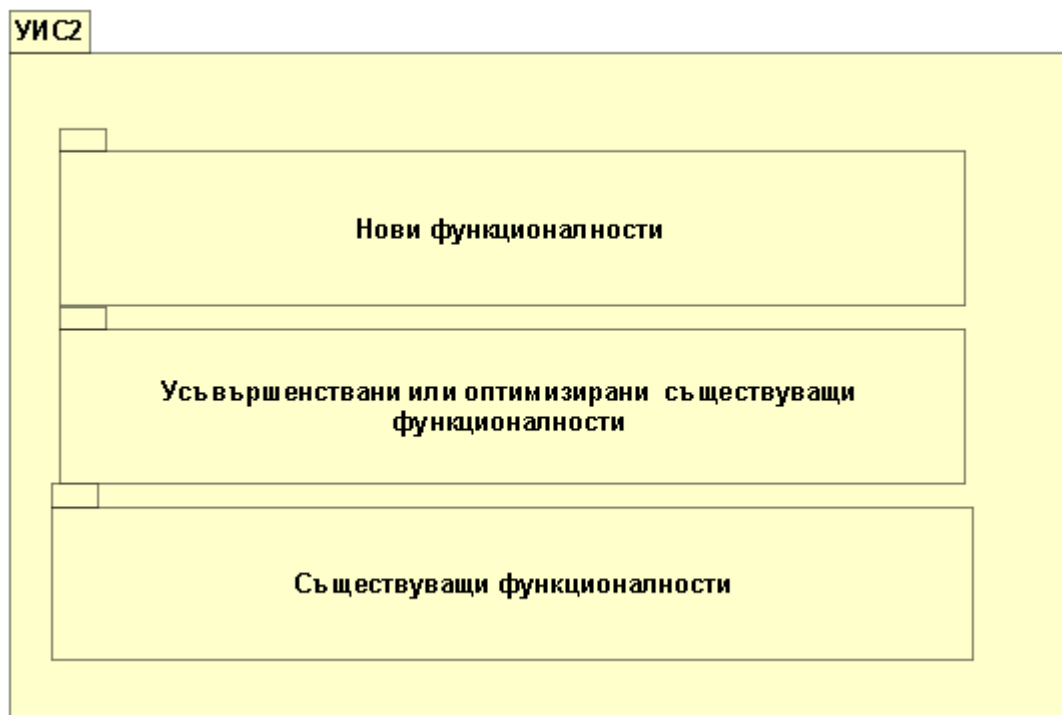 УИС2
Нови функционалности
Усъвършенствани или оптимизирани съществуващи
функционалности
Съществуващи функционалности